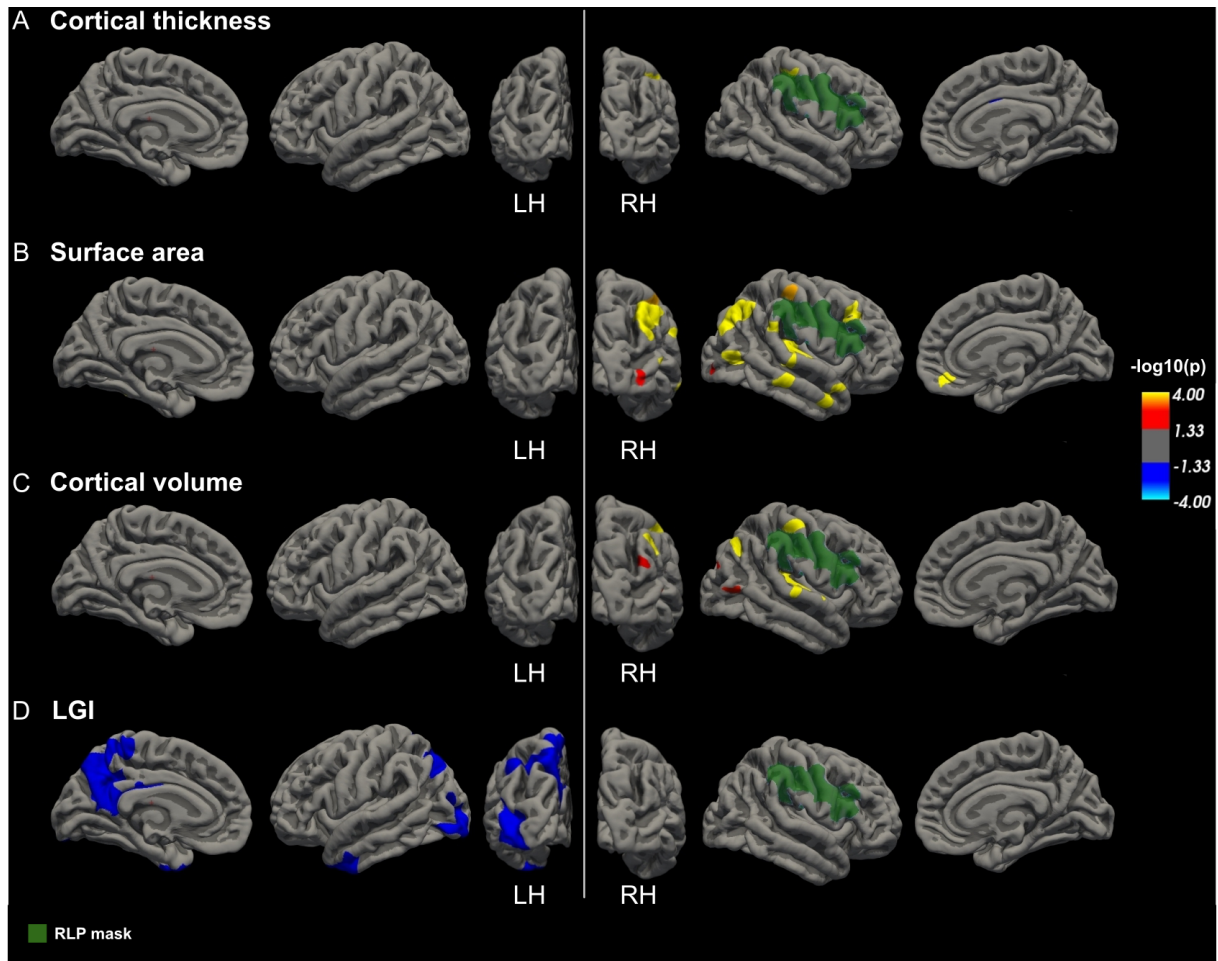 A Cortical thickness
LH RH
B Surface area
-log10(p)
4.00
1.33
-1.33
-4.00
LH RH
C Cortical volume
LH RH
D LGI
LH RH
RLP mask